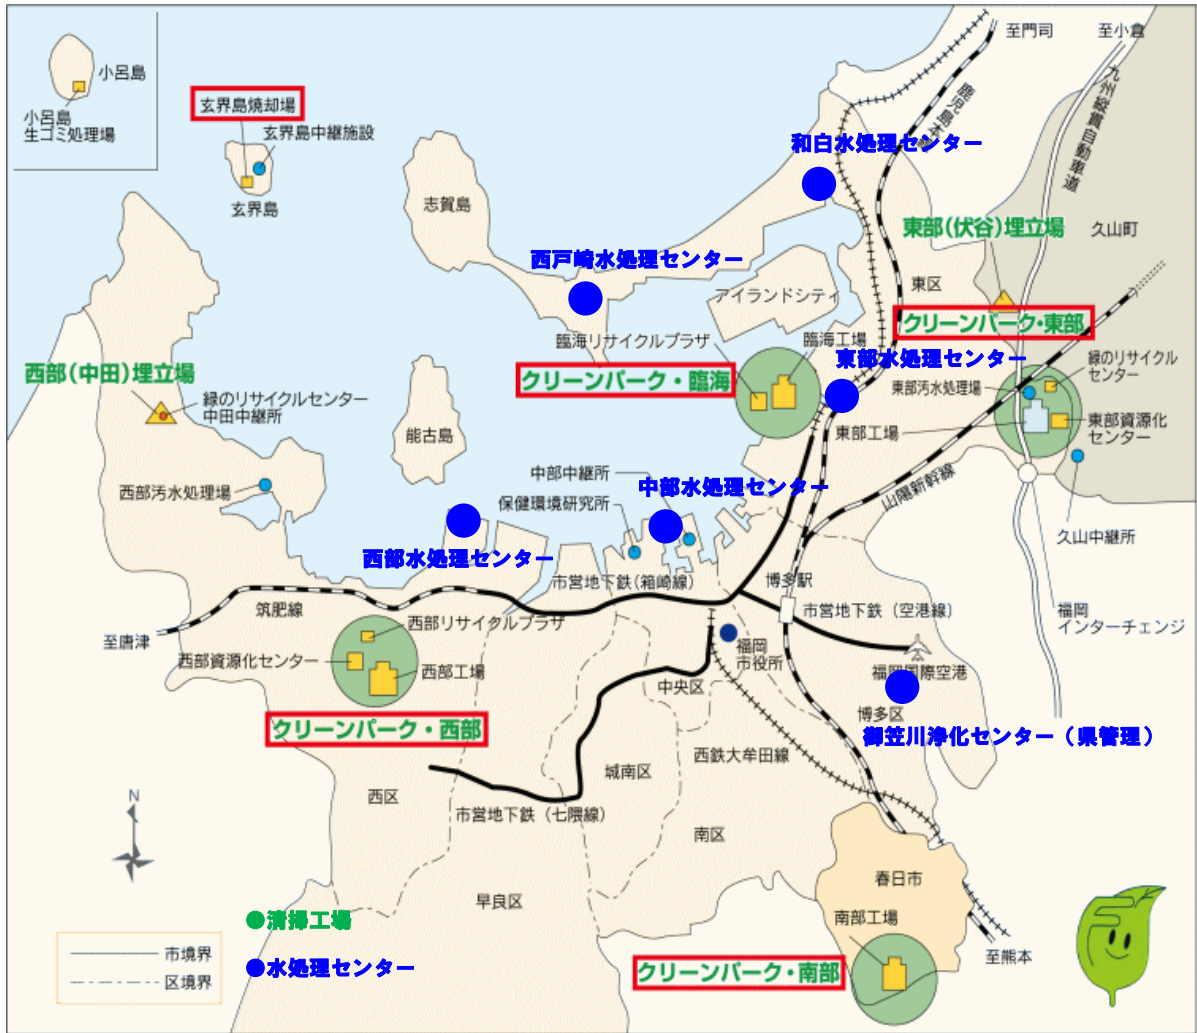 至門司
至小倉
小呂島
小呂島
生ゴミ処理場
玄界島焼却場
玄界島中継施設
玄界島
九州縦貫自動車道
鹿児島本線
和白水処理センター
志賀島
東部(伏谷)埋立場
久山町
西戸崎水処理センター
アイランドシティ
東区
クリーンパーク・東部
臨海リサイクルプラザ
臨海工場
東部水処理センター
緑のリサイクル
センター
西部(中田)埋立場
クリーンパーク・臨海
東部汚水処理場
緑のリサイクルセンター
中田中継所
東部工場
東部資源化
センター
能古島
山陽新幹線
中部中継所
中部水処理センター
西部汚水処理場
保健環境研究所
久山中継所
西部水処理センター
市営地下鉄(箱崎線)
博多駅
市営地下鉄(空港線)
福岡
インターチェンジ
筑肥線
至唐津
西部リサイクルプラザ
福岡
市役所
西部資源化センター
西部工場
福岡国際空港
中央区
博多区
クリーンパーク・西部
御笠川浄化センター(県管理)
西鉄大牟田線
城南区
西区
市営地下鉄(七隈線)
N
南区
春日市
早良区
●清掃工場
南部工場
市境界
●水処理センター
区境界
クリーンパーク・南部
至熊本